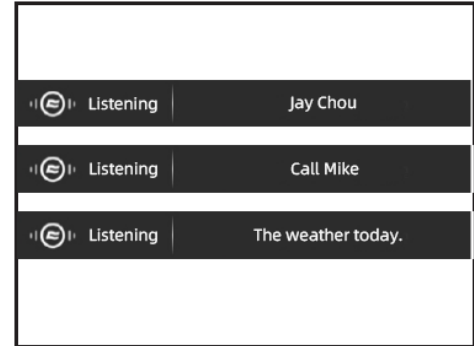 Listening Jay Chou
Listening Call Mike
Listening The weather today.